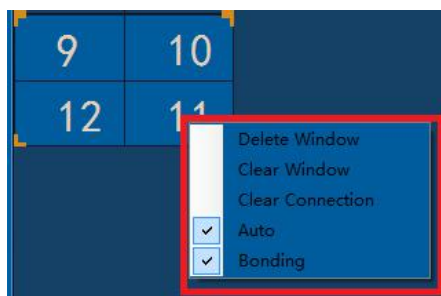 9 10
12 11
Delete Window
Clear Window
Clear Connection
Auto
Bonding